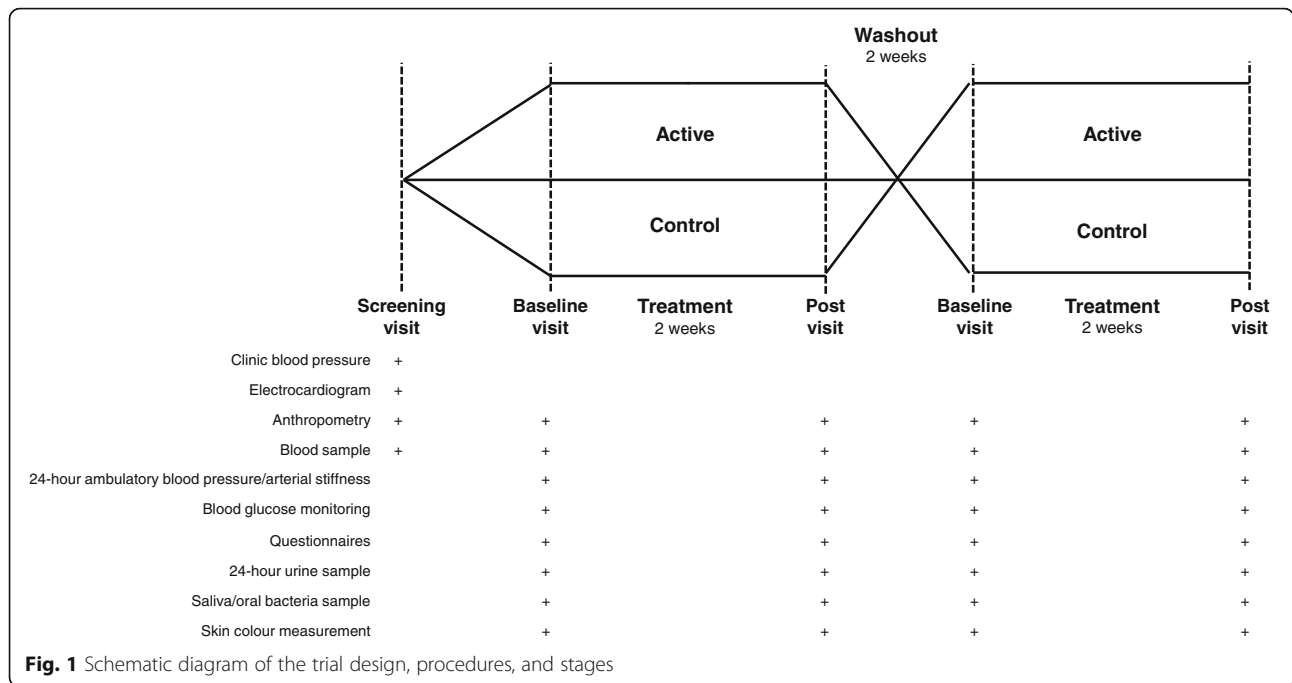 Washout
2 weeks
Active
Active
Control
Control
Screening visit
Baseline visit
Treatment
2 weeks
Post visit
Baseline visit
Treatment
2 weeks
Post visit
Clinic blood pressure +
Electrocardiogram +
Anthropometry + + + + +
Blood sample + + + + +
24-hour ambulatory blood pressure/arterial stiffness + + + +
Blood glucose monitoring + + + +
Questionnaires + + + +
24-hour urine sample + + + +
Saliva/oral bacteria sample + + + +
Skin colour measurement + + + +
Fig. 1 Schematic diagram of the trial design, procedures, and stages